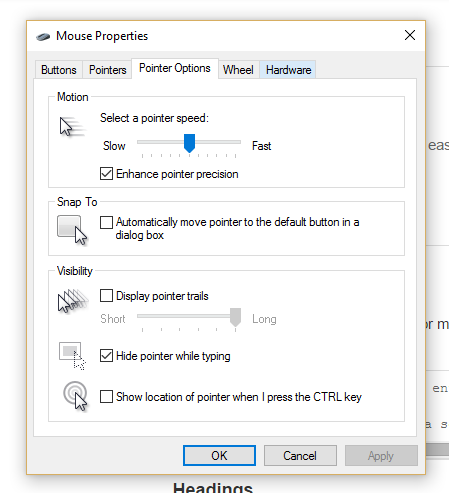 Mouse Properties
Buttons Pointers Pointer Options Wheel Hardware
Motion
Select a pointer speed:
Slow Fast
Enhance pointer precision
Snap To
Automatically move pointer to the default button in a
dialog box
Visibility
Display pointer trails
Short Long
Hide pointer while typing
Show location of pointer when I press the CTRL key
OK Cancel Apply
eas
or m
en
a s
Headings